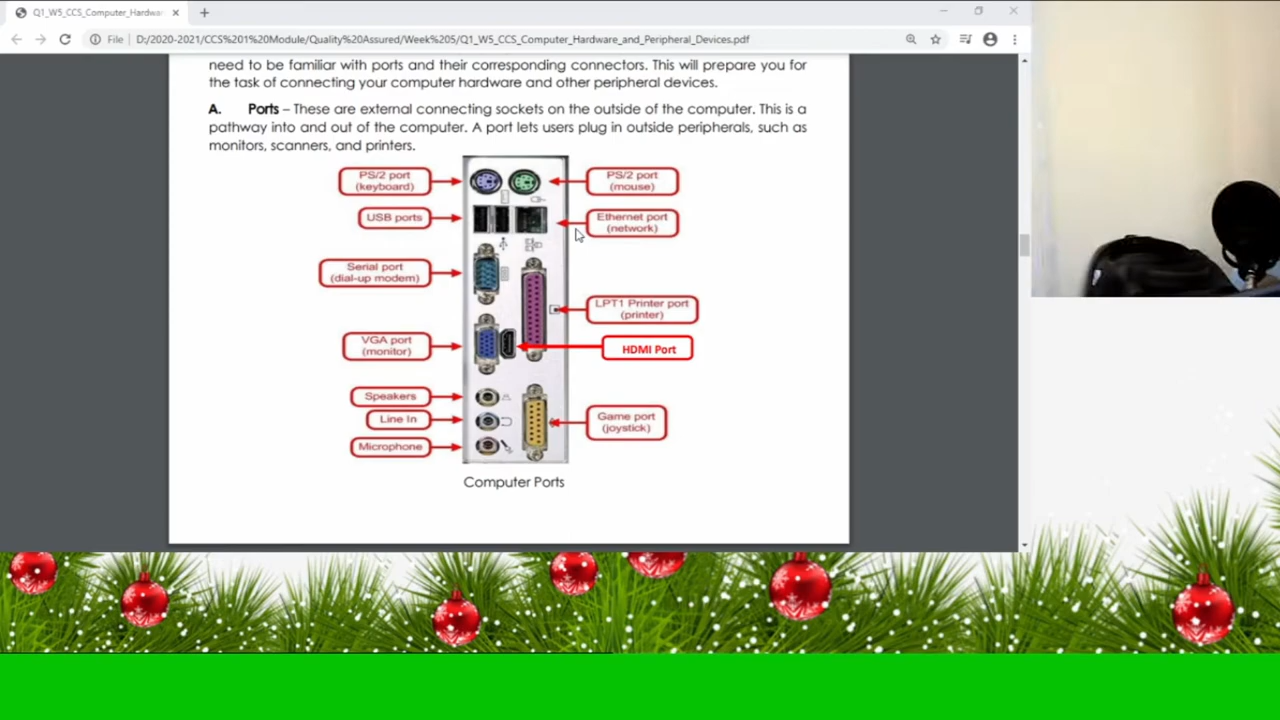 Q1_W5_CCS_Computer_Hardwar
File D:/2020-2021/CCS%201%20Module/Quality%20Assured/Week%205/Q1_W5_CCS_Computer_Hardware_and_Peripheral_Devices.pdf
need to be familiar with ports and their corresponding connectors. This will prepare you for
the task of connecting your computer hardware and other peripheral devices.
A. Ports – These are external connecting sockets on the outside of the computer. This is a
pathway into and out of the computer. A port lets users plug in outside peripherals, such as
monitors, scanners, and printers.
PS/2 port
(keyboard)
PS/2 port
(mouse)
USB ports
Ethernet port
(network)
Serial port
(dial-up modem)
LPT1 Printer port
(printer)
VGA port
(monitor)
HDMI Port
Speakers
Line In
Game port
(joystick)
Microphone
Computer Ports